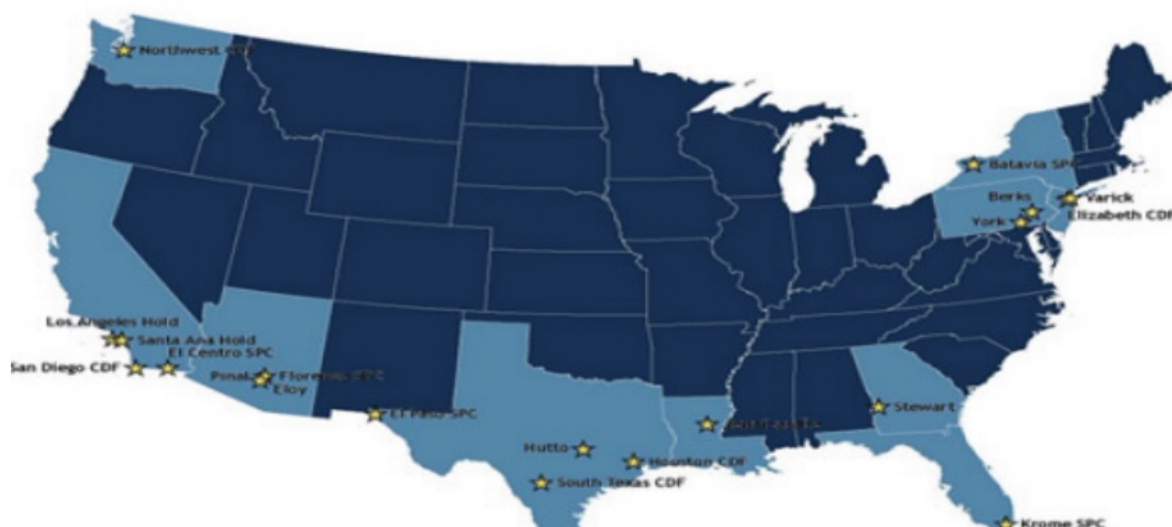 Northwest CDF
Batavia SPC
Berks
Varick
Elizabeth CDF
York
Los Angeles Hold
Santa Ana Hold
El Centro SPC
San Diego CDF
Pinal
Florence SPC
Eloy
El Paso SPC
Stewart
Hutto
Houston CDF
South Texas CDF
Krome SPC